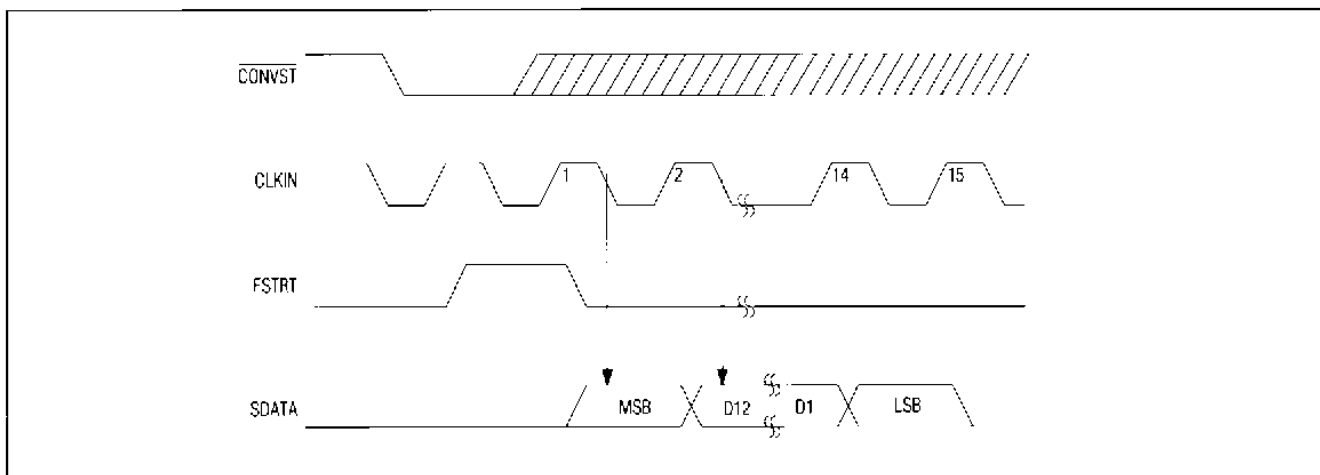 CONVST
CLKIN 1 2 14 15
FSTRT
SDATA MSB D12 D1 LSB